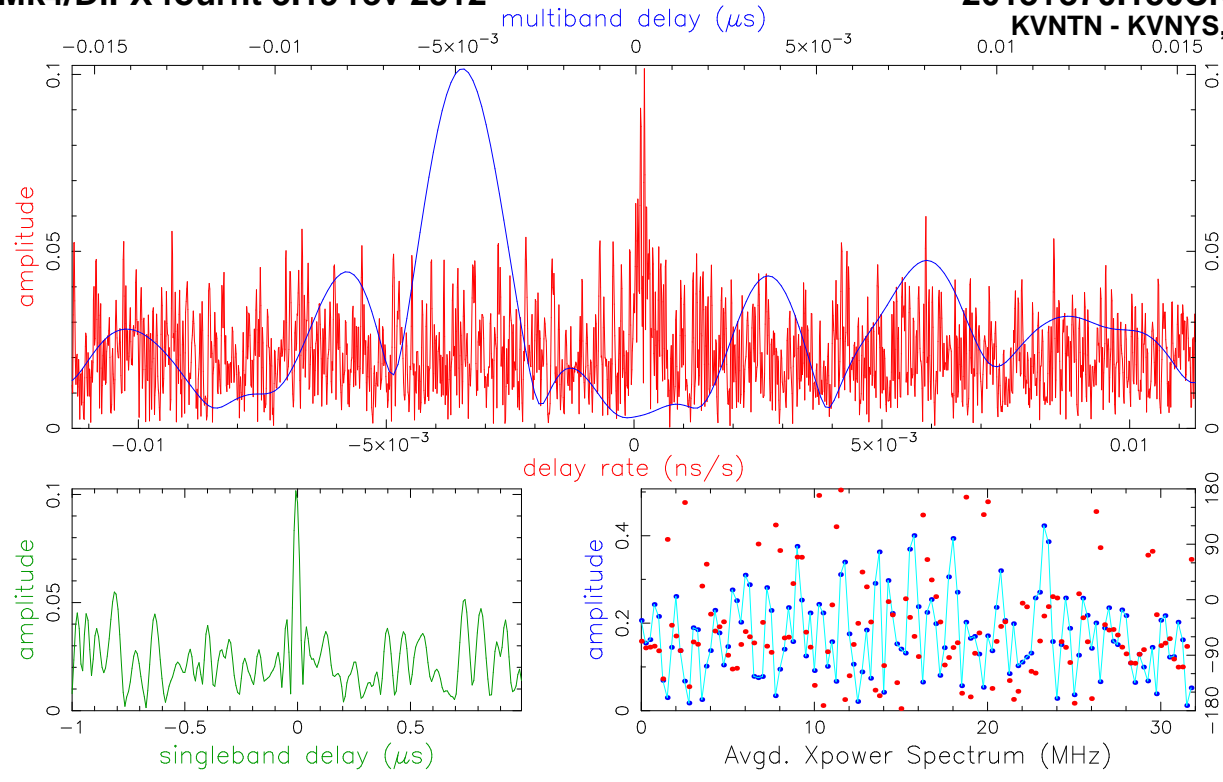 multiband delay (μs)
KVNTN - KVNYS,
−0.015 −0.01 −5×10⁻³ 0 5×10⁻³ 0.01 0.015
amplitude
0 0.05 0.1
0 0.05 0.1
−0.01 −5×10⁻³ 0 5×10⁻³ 0.01
delay rate (ns/s)
amplitude
0 0.05 0.1
−1 −0.5 0 0.5
singleband delay (μs)
amplitude
0 0.2 0.4
180 90 0 −90 −180
0 10 20 30
Avgd. Xpower Spectrum (MHz)